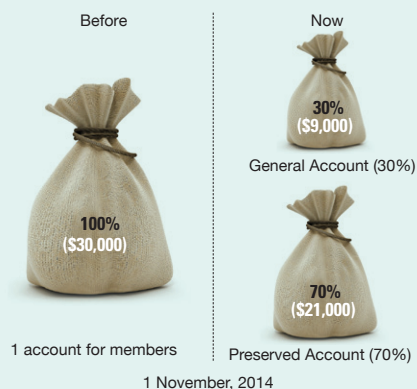 Before
100%
($30,000)
1 account for members
Now
30%
($9,000)
General Account (30%)
70%
($21,000)
Preserved Account (70%)
1 November, 2014